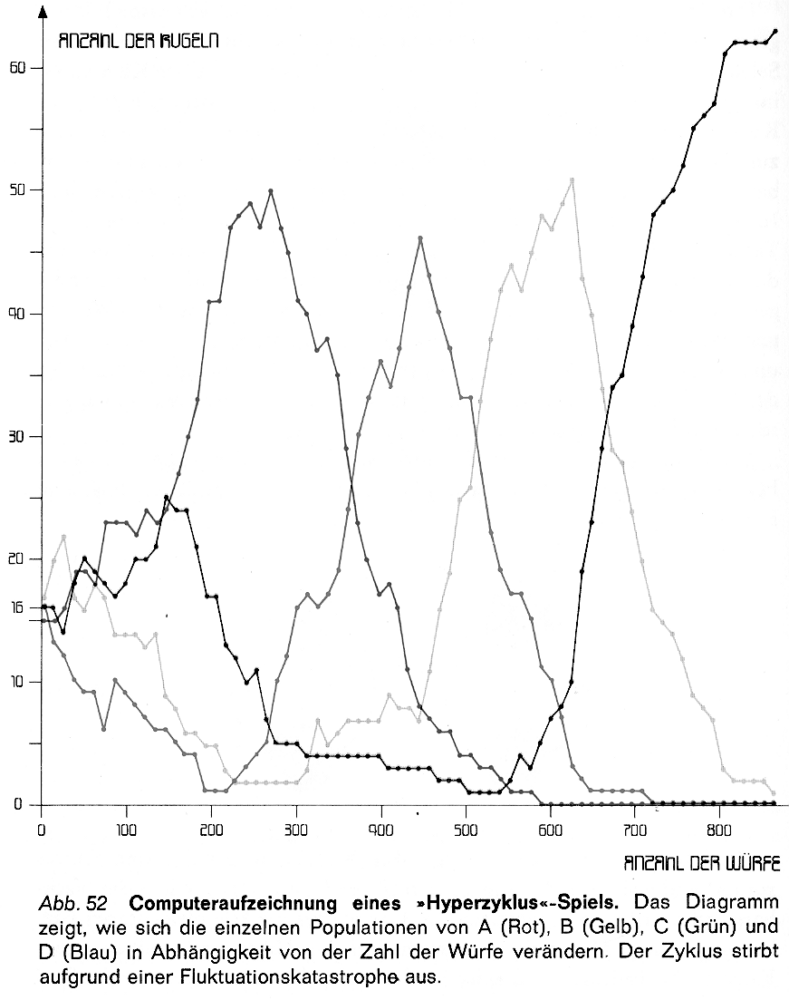 ANZAHL DER KUGELN
60
50
40
30
20
16
10
0
0 100 200 300 400 500 600 700 800
ANZAHL DER WÜRFE
Abb. 52 Computeraufzeichnung eines »Hyperzyklus«-Spiels. Das Diagramm
zeigt, wie sich die einzelnen Populationen von A (Rot), B (Gelb), C (Grün) und
D (Blau) in Abhängigkeit von der Zahl der Würfe verändern. Der Zyklus stirbt
aufgrund einer Fluktuationskatastrophe aus.